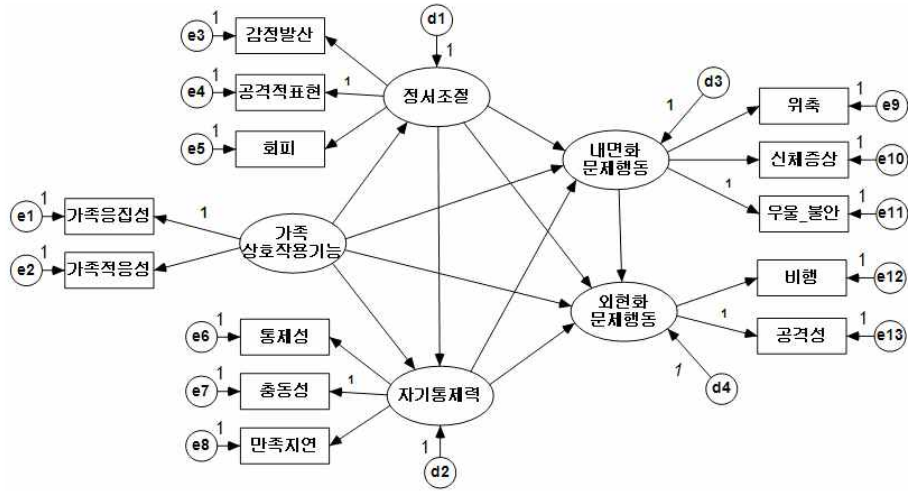 d1
1
e3
1
감정발산
e4
1
공격적표현
1
정서조절
e5
1
회피
d3
1
위축
1
e9
내면화
문제행동
신체증상
1
e10
1
우울_불안
1
e11
e1
1
가족응집성
1
가족
상호작용기능
e2
1
가족적응성
비행
1
e12
외현화
문제행동
1
공격성
1
e13
e6
1
통제성
e7
1
충동성
1
자기통제력
1
d4
e8
1
만족지연
1
d2